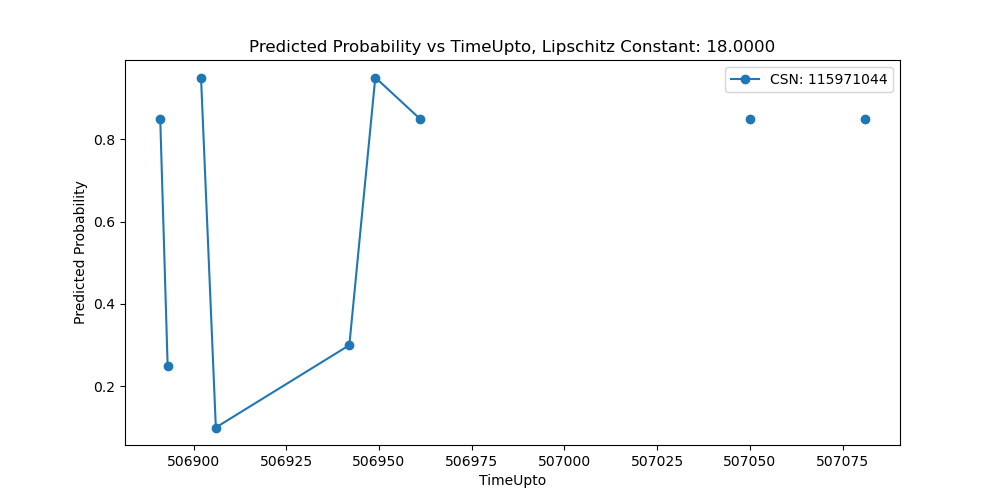 Predicted Probability vs TimeUpto, Lipschitz Constant: 18.0000
CSN: 115971044
Predicted Probability
0.8
0.6
0.4
0.2
506900 506925 506950 506975 507000 507025 507050 507075
TimeUpto